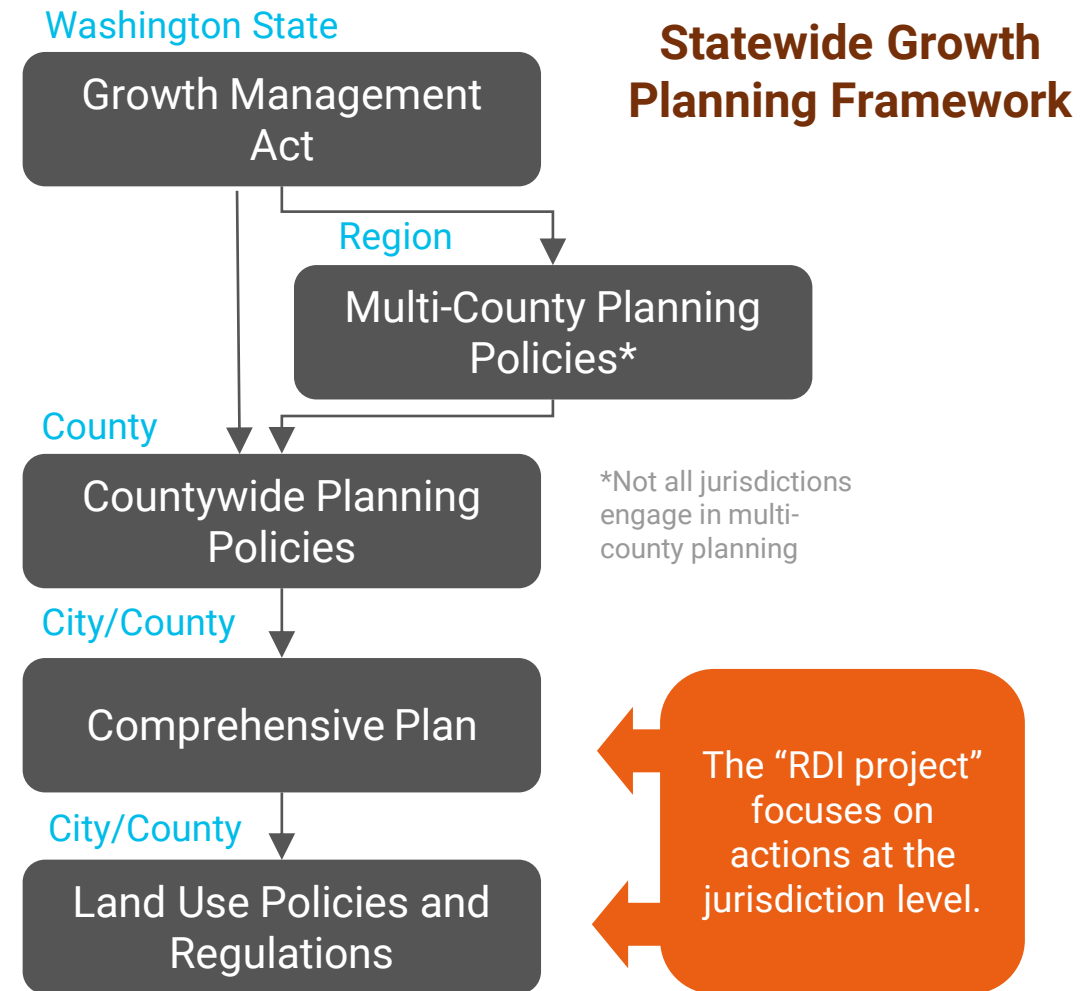 Washington State
Statewide Growth
Planning Framework
Growth Management
Act
Region
Multi-County Planning
Policies*
County
Countywide Planning
Policies
*Not all jurisdictions
engage in multi-
county planning
City/County
Comprehensive Plan
The “RDI project”
focuses on
actions at the
jurisdiction level.
City/County
Land Use Policies and
Regulations